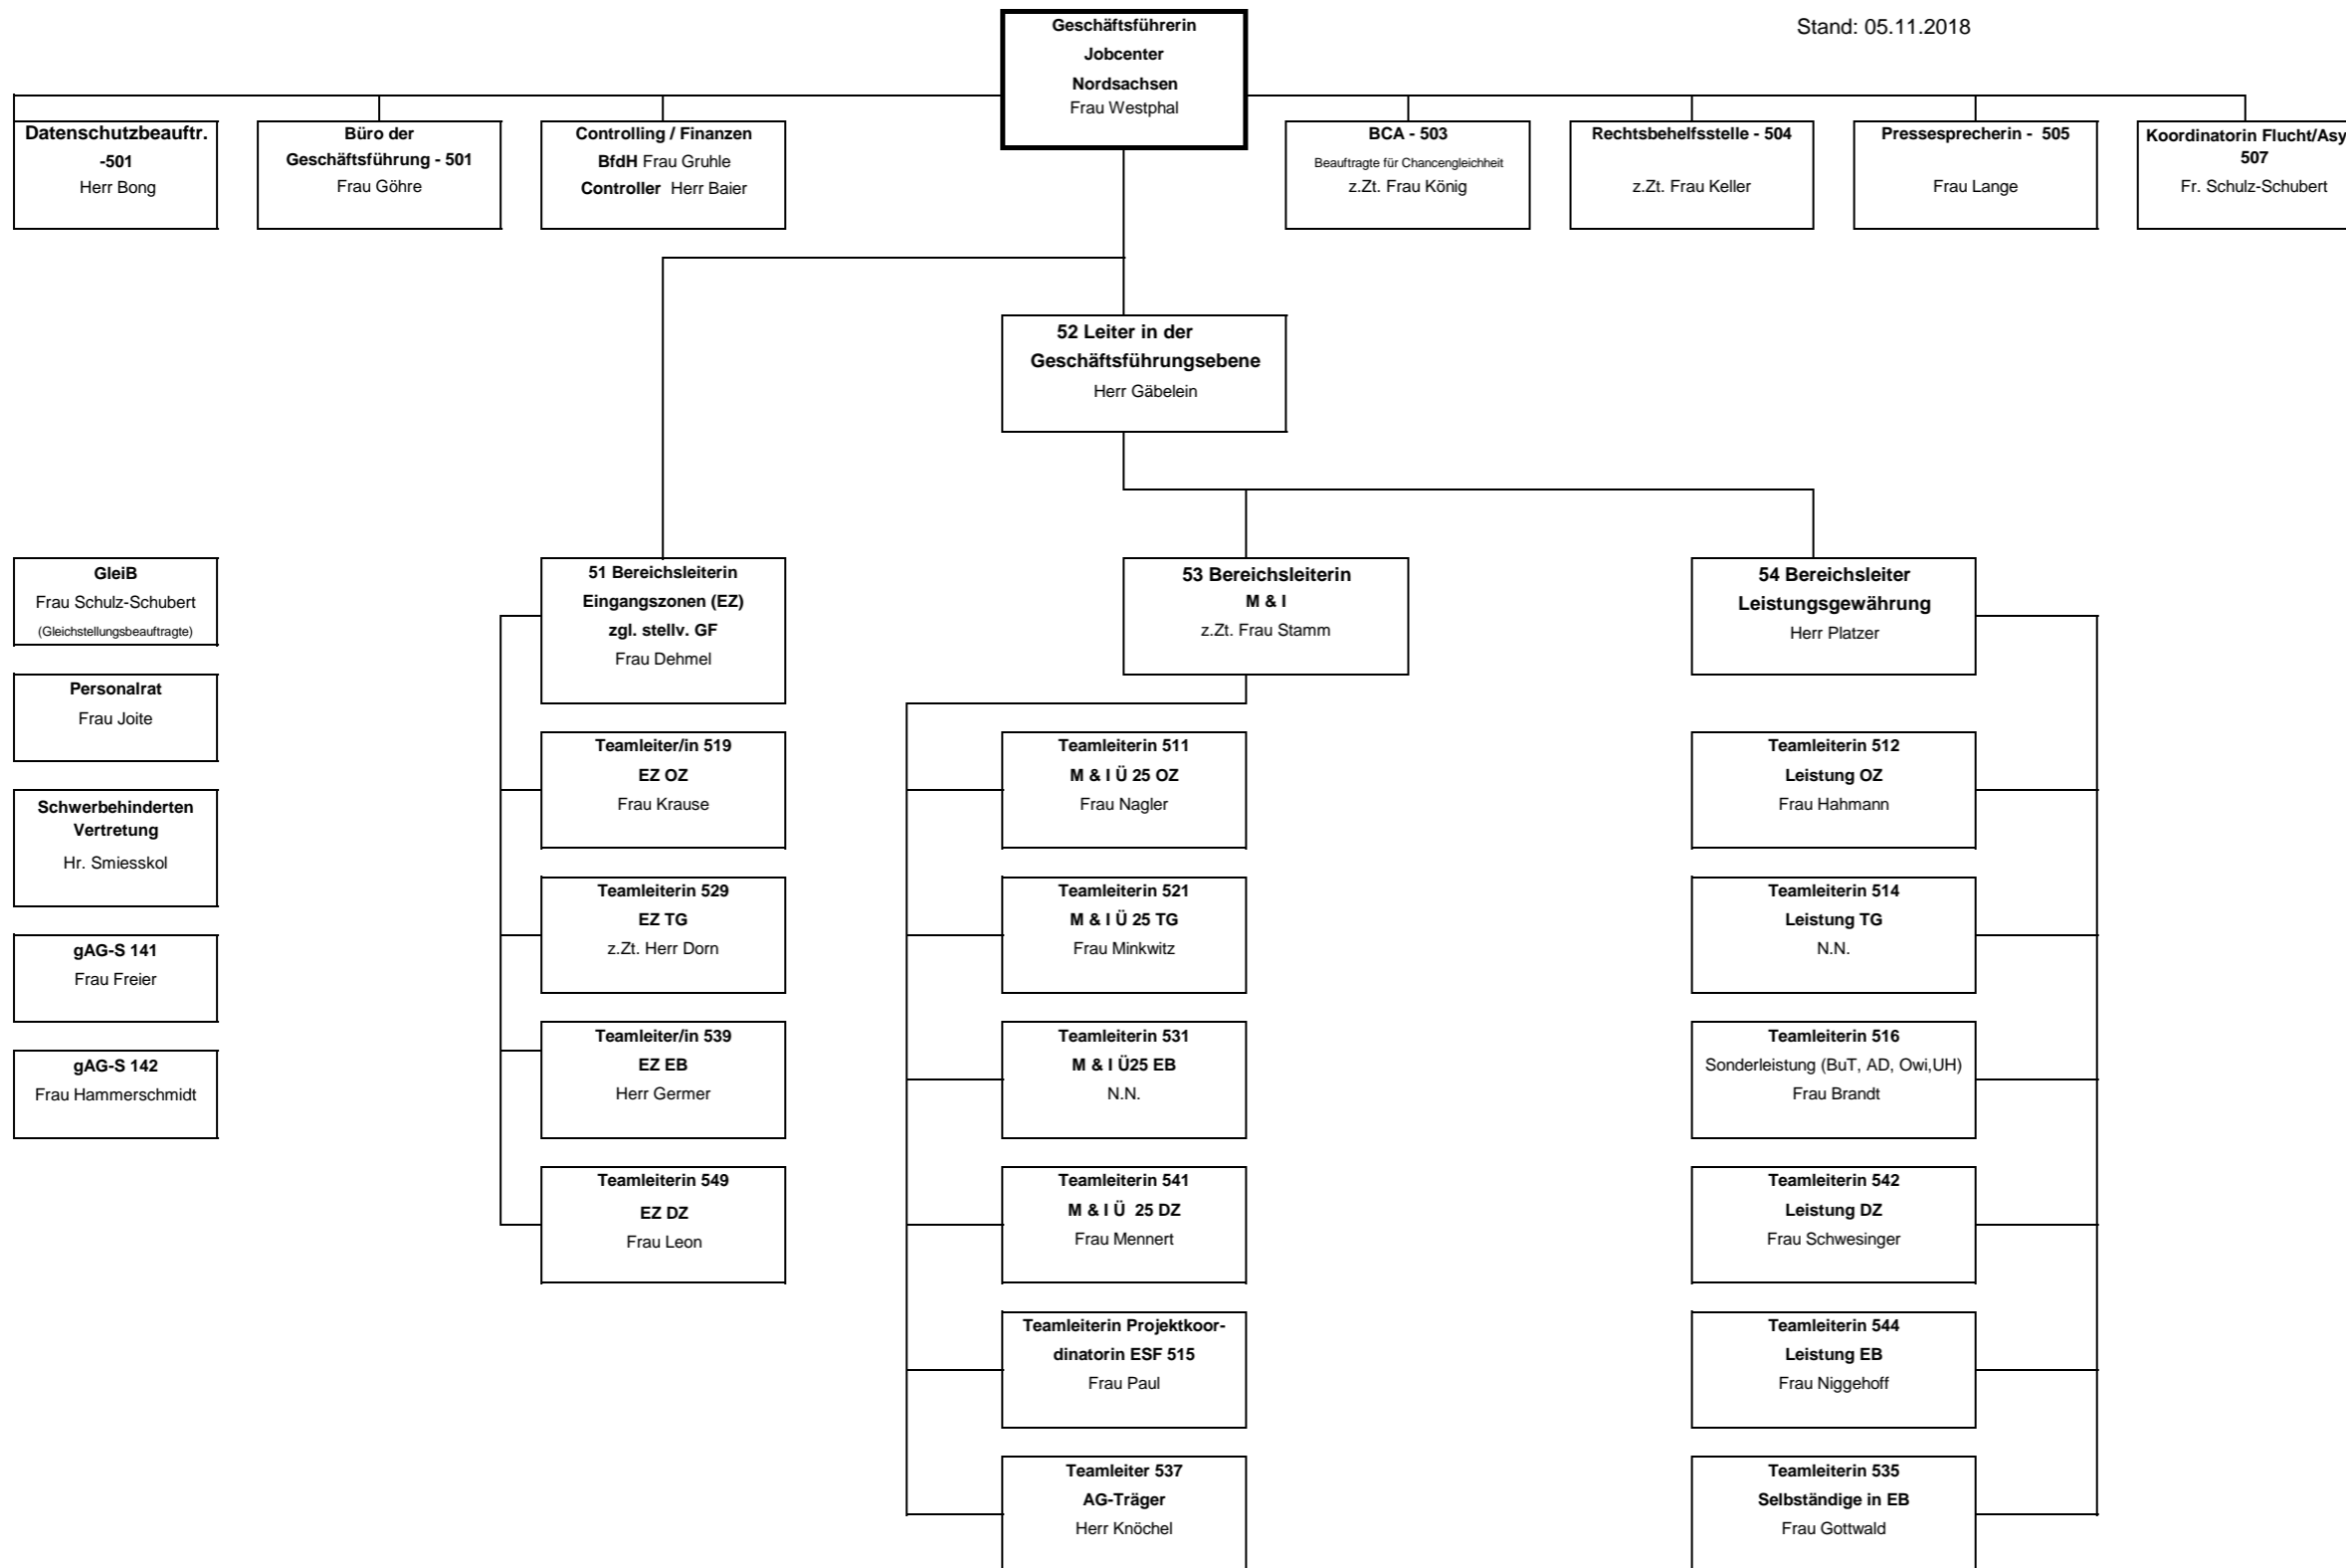 Geschäftsführerin
Jobcenter
Nordsachsen
Frau Westphal
Stand: 05.11.2018
Datenschutzbeauftr.
-501
Herr Bong
Büro der
Geschäftsführung - 501
Frau Göhre
Controlling / Finanzen
BfdH Frau Gruhle
Controller Herr Baier
BCA - 503
Beauftragte für Chancengleichheit
z.Zt. Frau König
Rechtsbehelfsstelle - 504
z.Zt. Frau Keller
Pressesprecherin - 505
Frau Lange
Koordinatorin Flucht/Asy
507
Fr. Schulz-Schubert
52 Leiter in der
Geschäftsführungsebene
Herr Gäbelein
GleiB
Frau Schulz-Schubert
(Gleichstellungsbeauftragte)
Personalrat
Frau Joite
Schwerbehinderten
Vertretung
Hr. Smiesskol
gAG-S 141
Frau Freier
gAG-S 142
Frau Hammerschmidt
51 Bereichsleiterin
Eingangszonen (EZ)
zgl. stellv. GF
Frau Dehmel
Teamleiter/in 519
EZ OZ
Frau Krause
Teamleiterin 529
EZ TG
z.Zt. Herr Dorn
Teamleiter/in 539
EZ EB
Herr Germer
Teamleiterin 549
EZ DZ
Frau Leon
53 Bereichsleiterin
M & I
z.Zt. Frau Stamm
Teamleiterin 511
M & I Ü 25 OZ
Frau Nagler
Teamleiterin 521
M & I Ü 25 TG
Frau Minkwitz
Teamleiterin 531
M & I Ü25 EB
N.N.
Teamleiterin 541
M & I Ü 25 DZ
Frau Mennert
Teamleiterin Projektkoor-
dinatorin ESF 515
Frau Paul
Teamleiter 537
AG-Träger
Herr Knöchel
54 Bereichsleiter
Leistungsgewährung
Herr Platzer
Teamleiterin 512
Leistung OZ
Frau Hahmann
Teamleiterin 514
Leistung TG
N.N.
Teamleiterin 516
Sonderleistung (BuT, AD, Owi,UH)
Frau Brandt
Teamleiterin 542
Leistung DZ
Frau Schwesinger
Teamleiterin 544
Leistung EB
Frau Niggehoff
Teamleiterin 535
Selbständige in EB
Frau Gottwald